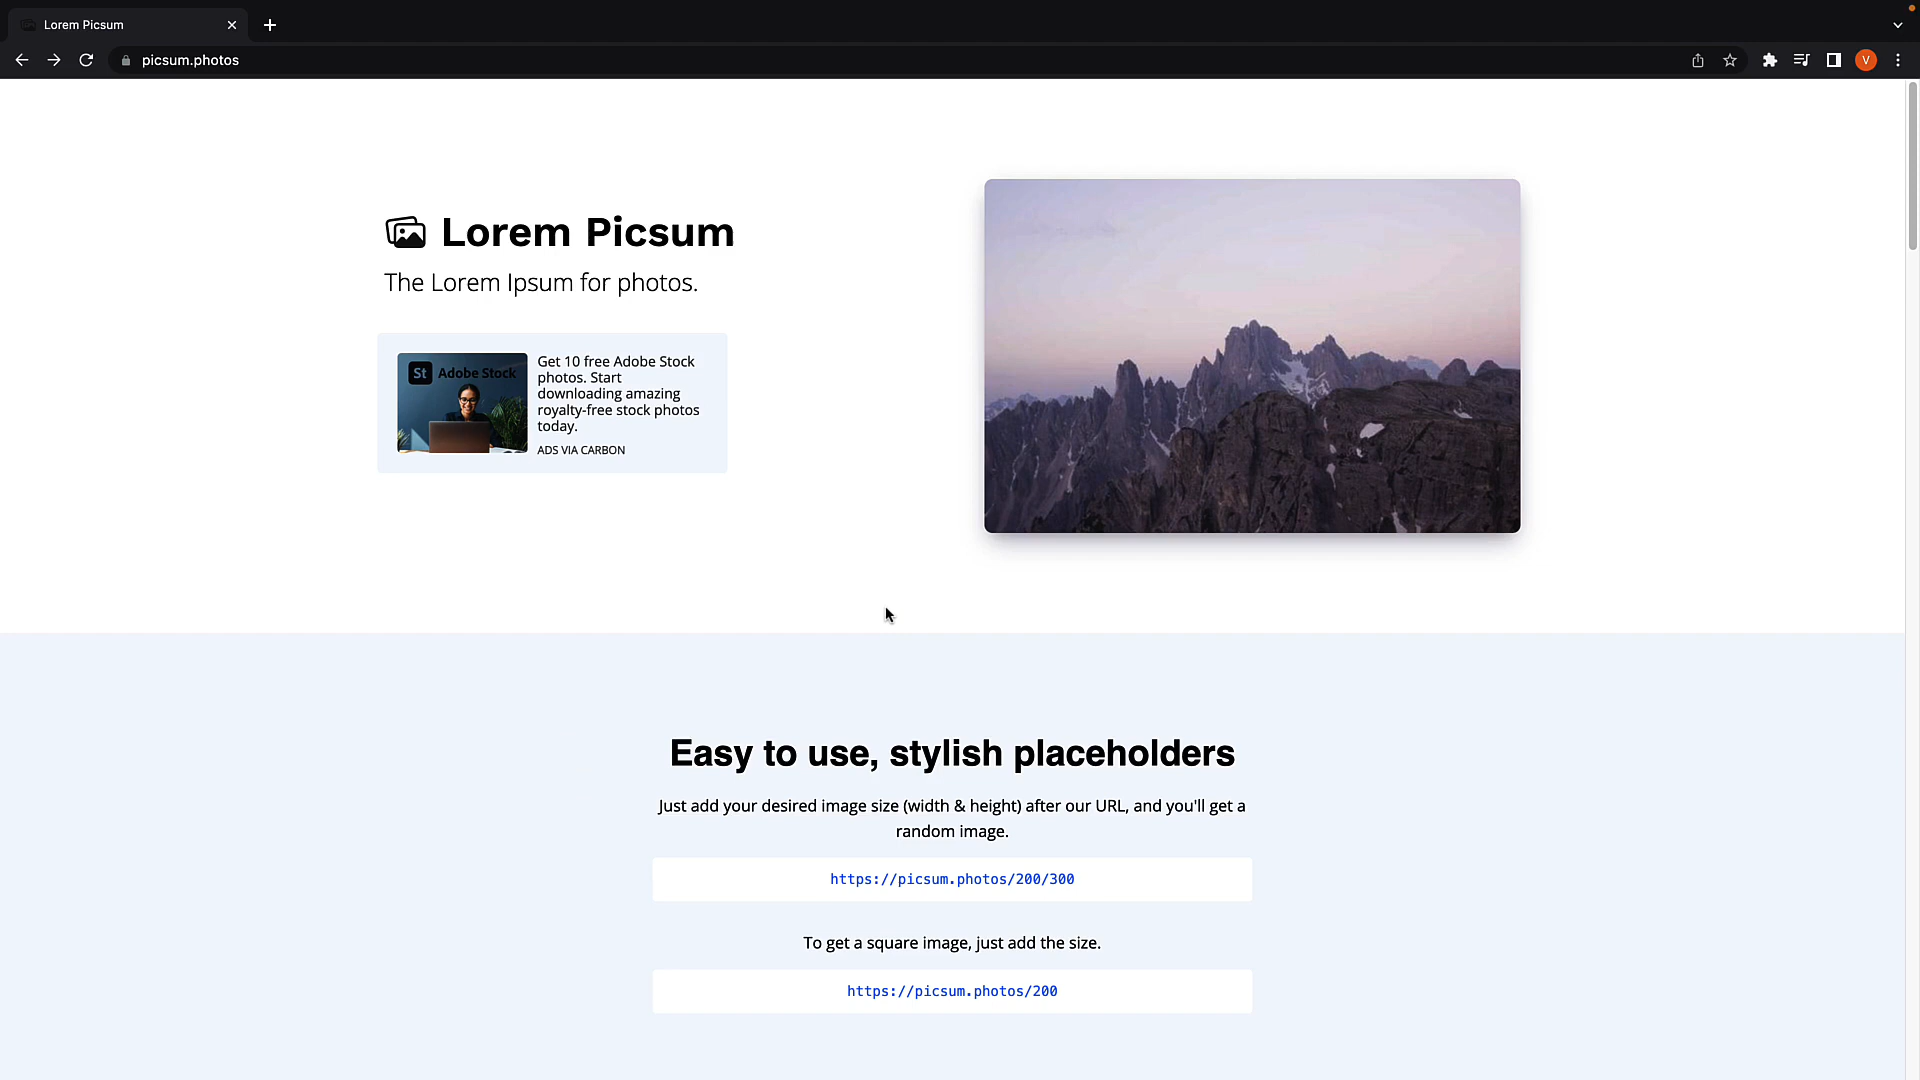 Lorem Picsum
picsum.photos
V
Lorem Picsum
The Lorem Ipsum for photos.
St Adobe Stock
Get 10 free Adobe Stock
photos. Start
downloading amazing
royalty-free stock photos
today.
ADS VIA CARBON
Easy to use, stylish placeholders
Just add your desired image size (width & height) after our URL, and you'll get a
random image.
https://picsum.photos/200/300
To get a square image, just add the size.
https://picsum.photos/200